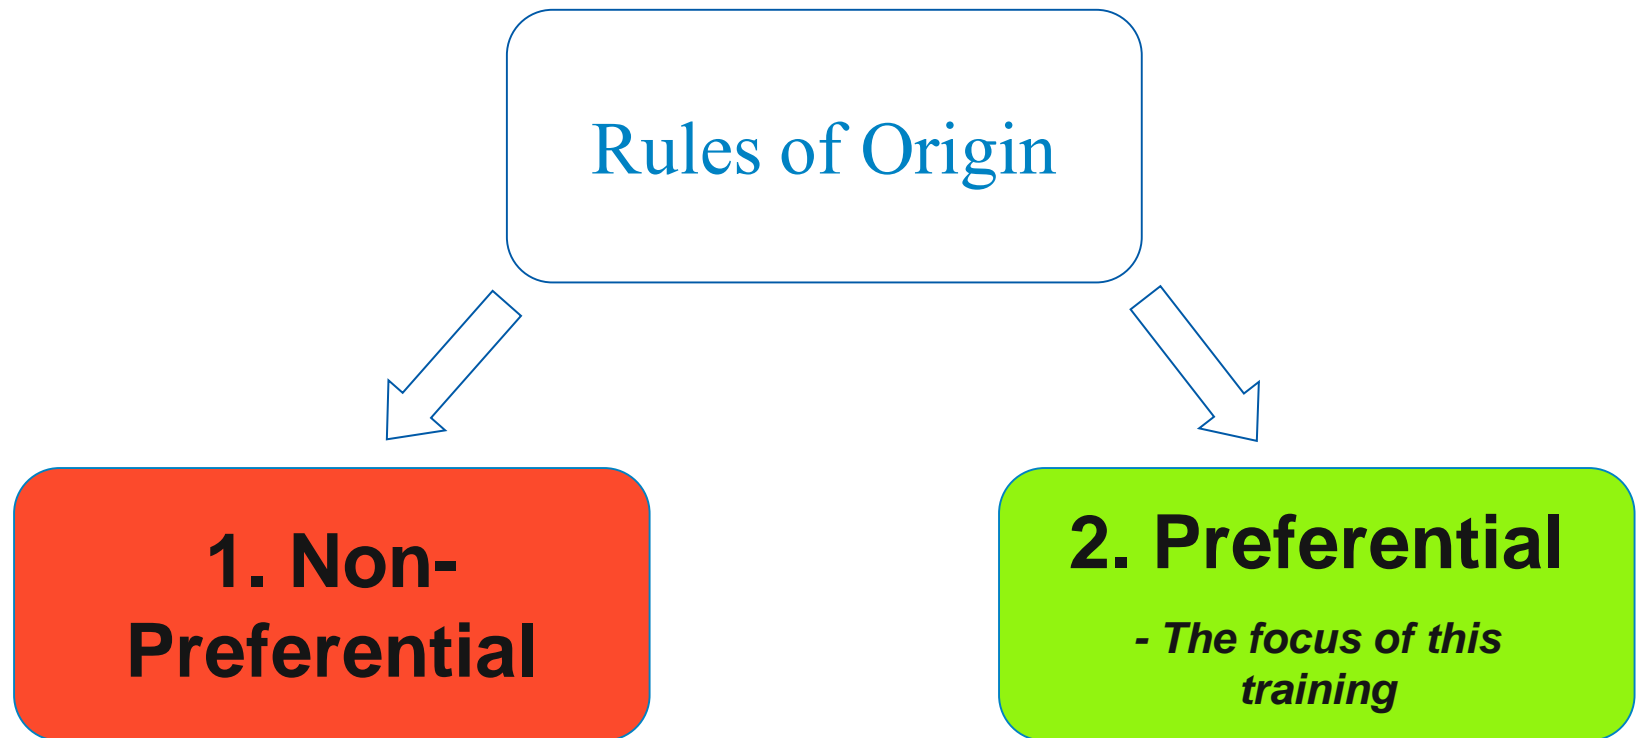 Rules of Origin
1. Non-
Preferential
2. Preferential
- The focus of this
training